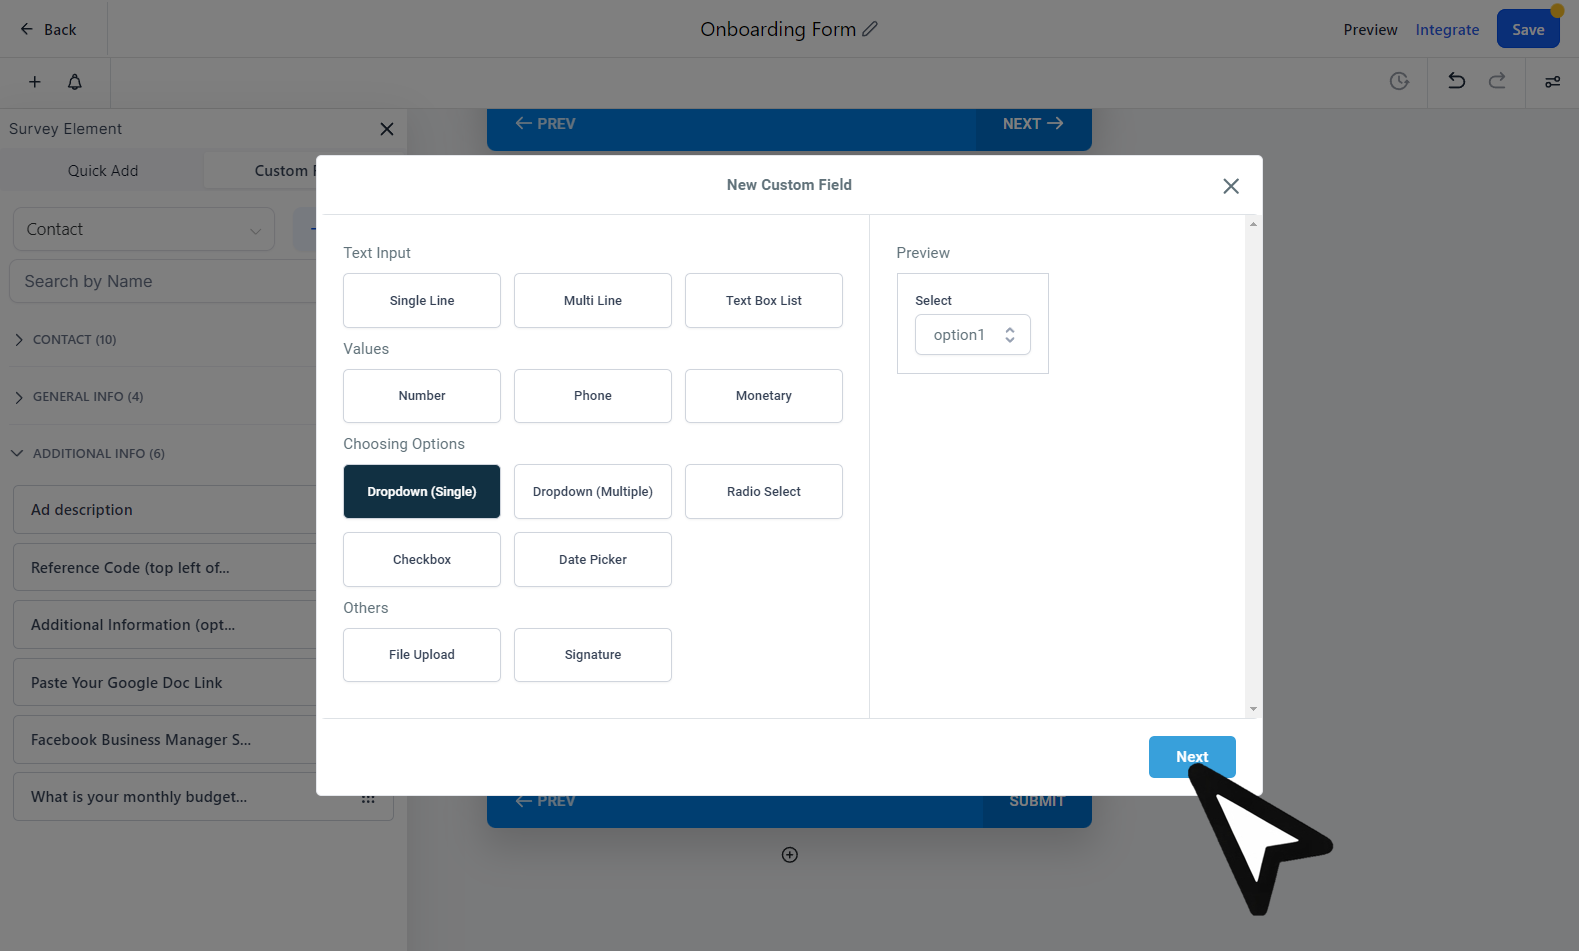 Back
Onboarding Form
Preview
Integrate
Save
Survey Element
PREV
NEXT
Quick Add
Custom
Contact
Search by Name
CONTACT (10)
GENERAL INFO (4)
ADDITIONAL INFO (6)
Ad description
Reference Code (top left of...
Additional Information (opt...
Paste Your Google Doc Link
Facebook Business Manager S...
What is your monthly budget...
New Custom Field
Text Input
Single Line
Multi Line
Text Box List
Values
Number
Phone
Monetary
Choosing Options
Dropdown (Single)
Dropdown (Multiple)
Radio Select
Checkbox
Date Picker
Others
File Upload
Signature
Preview
Select
option1
Next
PREV
SUBMIT